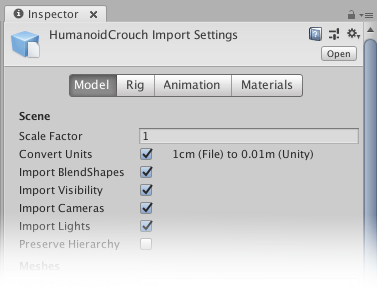 Inspector
HumanoidCrouch Import Settings
Open
Model Rig Animation Materials
Scene
Scale Factor 1
Convert Units 1cm (File) to 0.01m (Unity)
Import BlendShapes
Import Visibility
Import Cameras
Import Lights
Preserve Hierarchy
Meshes